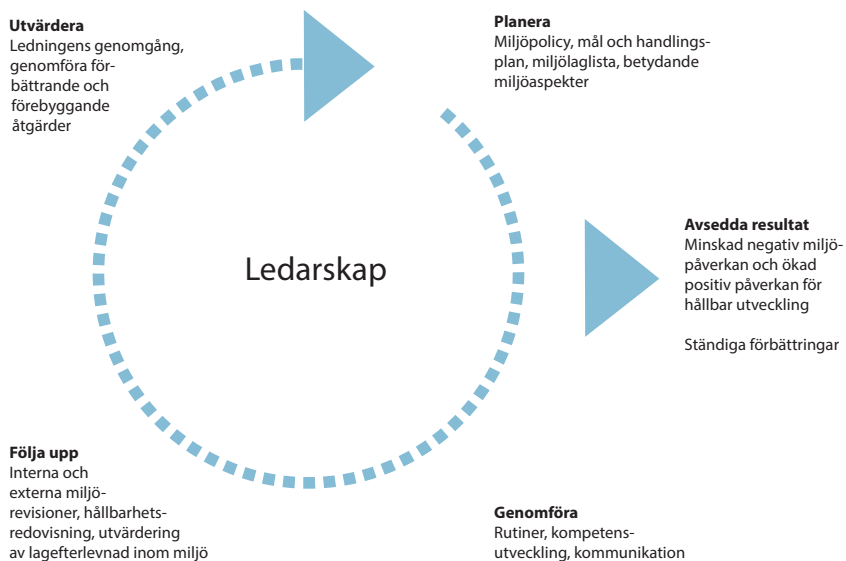 Utvärdera
Ledningens genomgång,
genomföra för-
bättrande och
förebyggande
åtgärder
Planera
Miljöpolicy, mål och handlings-
plan, miljölaglista, betydande
miljöaspekter
Ledarskap
Avsedda resultat
Minskad negativ miljö-
påverkan och ökad
positiv påverkan för
hållbar utveckling
Ständiga förbättringar
Följa upp
Interna och
externa miljö-
revisioner, hållbarhets-
redovisning, utvärdering
av lagefterlevnad inom miljö
Genomföra
Rutiner, kompetens-
utveckling, kommunikation